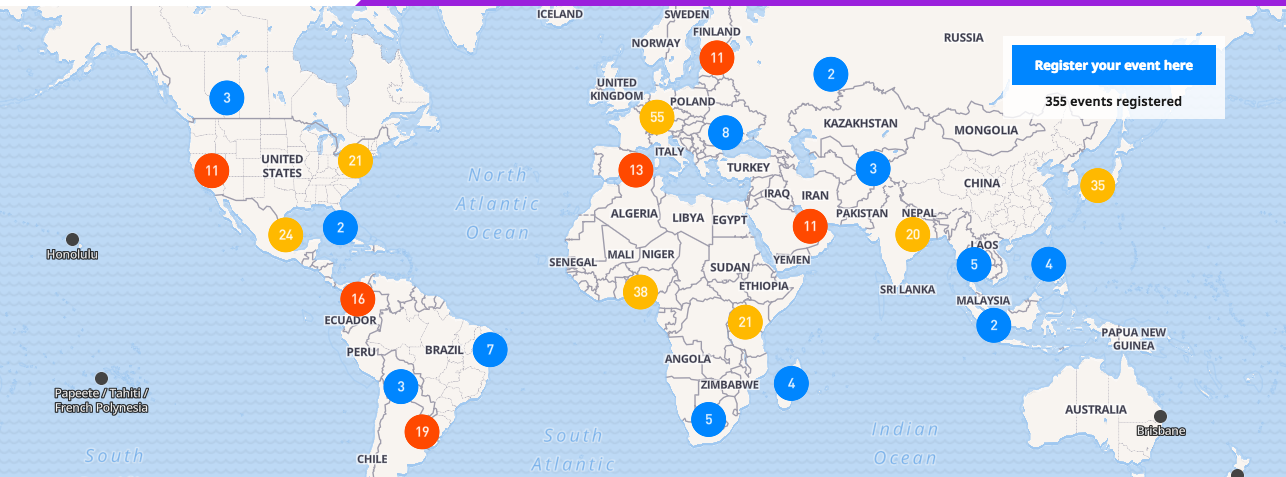 ICELAND
SWEDEN
FINLAND
NORWAY
RUSSIA
11
2
Register your event here
355 events registered
3
UNITED
KINGDOM
POLAND
55
8
KAZAKHSTAN
MONGOLIA
ITALY
UNITED
STATES
21
11
13
TURKEY
3
CHINA
35
North
Atlantic
Ocean
IRAQ
IRAN
ALGERIA
LIBYA
EGYPT
PAKISTAN
NEPAL
24
2
11
20
Honolulu
MALI
NIGER
SENEGAL
SUDAN
YEMEN
LAOS
5
4
ETHIOPIA
SRI LANKA
38
16
MALAYSIA
ECUADOR
21
2
PAPUA NEW
GUINEA
PERU
BRAZIL
7
ANGOLA
ZIMBABWE
4
3
Papeete / Tahiti /
French Polynesia
5
AUSTRALIA
19
Brisbane
South
Atlantic
Indian
Ocean
South
CHILE